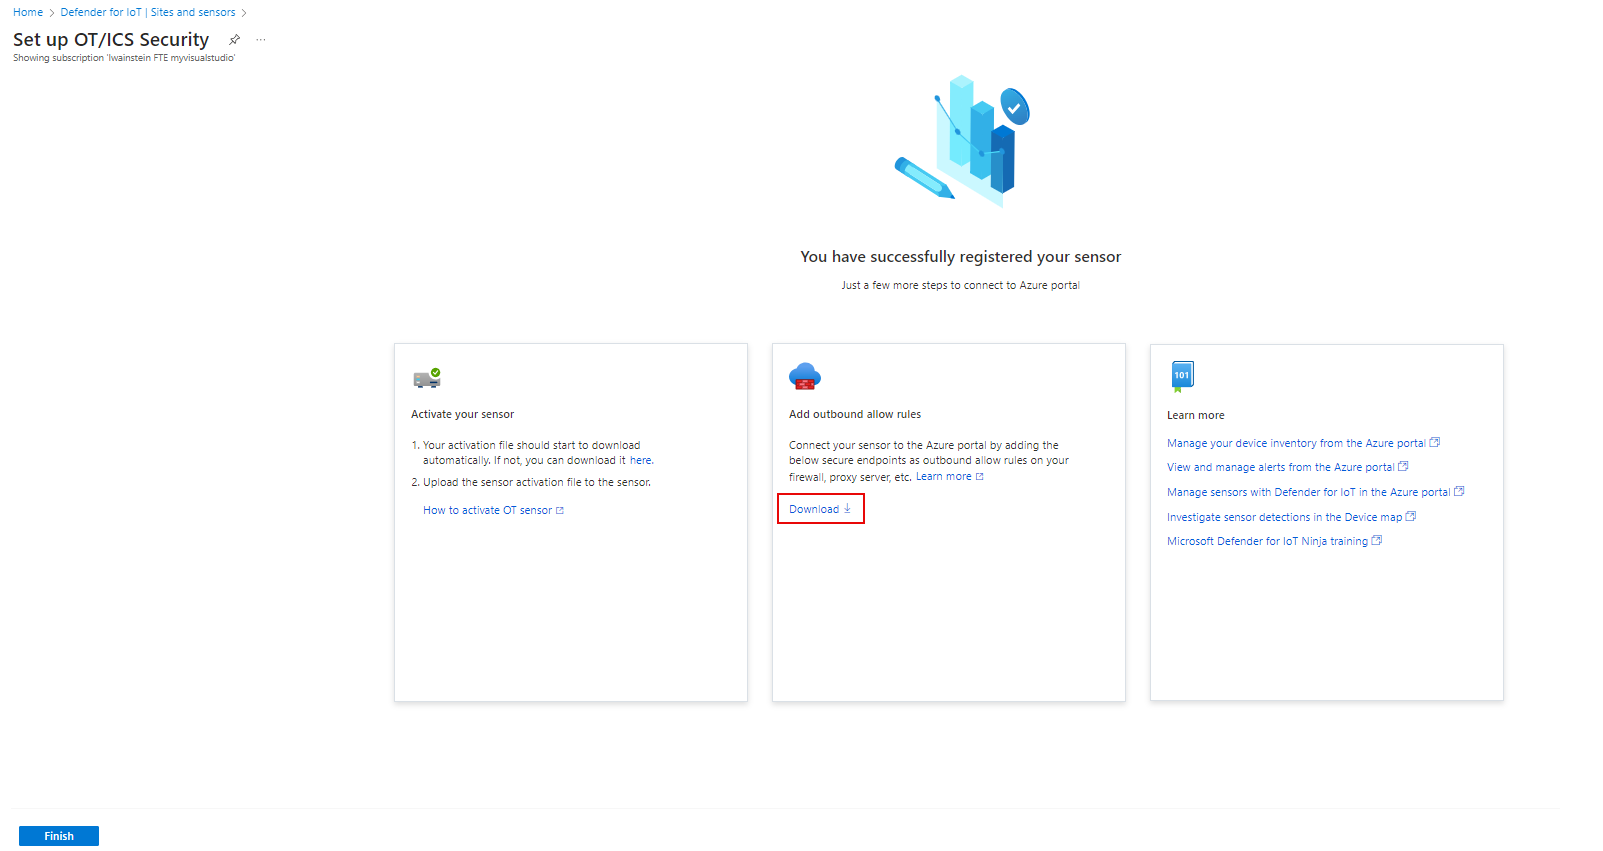 Home > Defender for IoT | Sites and sensors >
Set up OT/ICS Security ...
Showing subscription 'lwainstein FTE myvisualstudio'
You have successfully registered your sensor
Just a few more steps to connect to Azure portal
Activate your sensor
1. Your activation file should start to download
automatically. If not, you can download it here.
2. Upload the sensor activation file to the sensor.
How to activate OT sensor
Add outbound allow rules
Connect your sensor to the Azure portal by adding the
below secure endpoints as outbound allow rules on your
firewall, proxy server, etc. Learn more
Download
101
Learn more
Manage your device inventory from the Azure portal
View and manage alerts from the Azure portal
Manage sensors with Defender for IoT in the Azure portal
Investigate sensor detections in the Device map
Microsoft Defender for IoT Ninja training
Finish